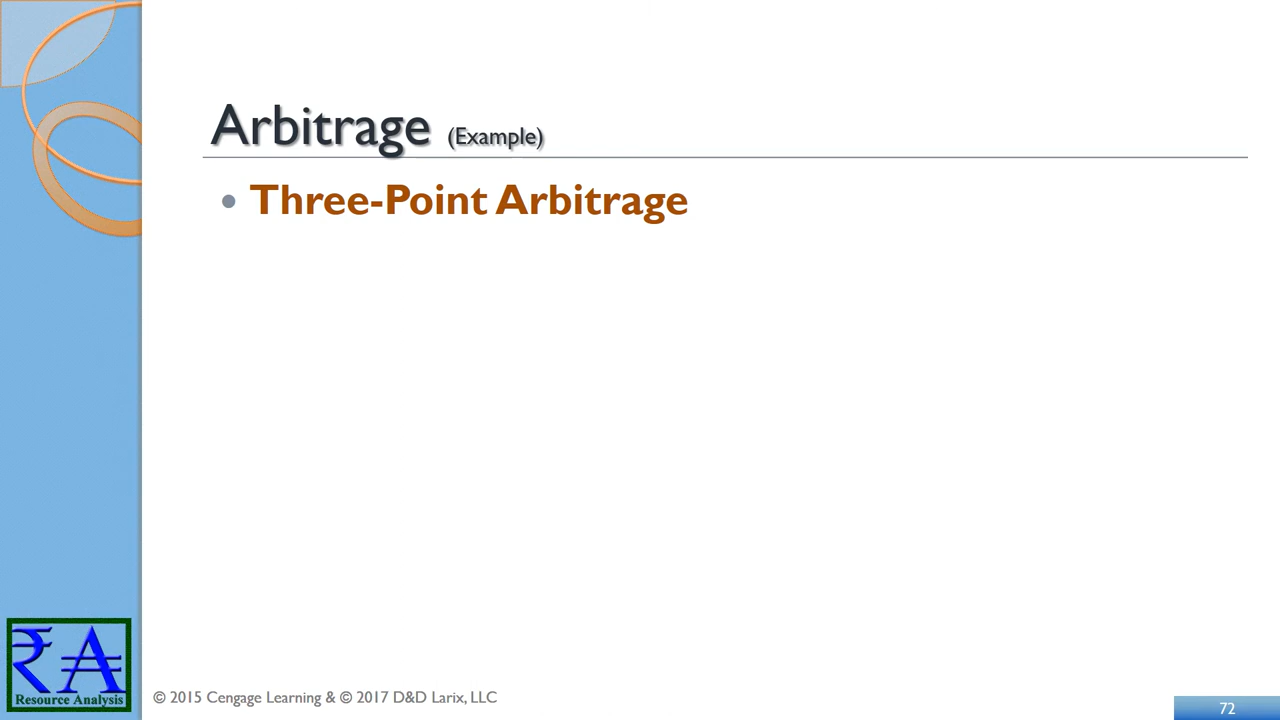 Arbitrage (Example)
• Three-Point Arbitrage
₹A
Resource Analysis
© 2015 Cengage Learning & © 2017 D&D Larix, LLC
72